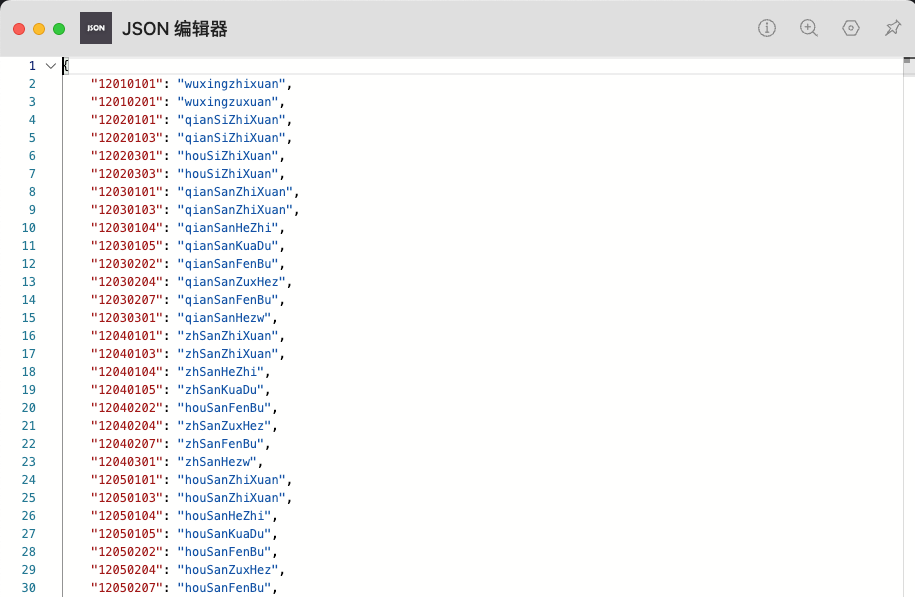 JSON JSON 编辑器
1 {
2 "12010101": "wuxingzhixuan",
3 "12010201": "wuxingzuxuan",
4 "12020101": "qianSiZhiXuan",
5 "12020103": "qianSiZhiXuan",
6 "12020301": "houSiZhiXuan",
7 "12020303": "houSiZhiXuan",
8 "12030101": "qianSanZhiXuan",
9 "12030103": "qianSanZhiXuan",
10 "12030104": "qianSanHeZhi",
11 "12030105": "qianSanKuaDu",
12 "12030202": "qianSanFenBu",
13 "12030204": "qianSanZuxHez",
14 "12030207": "qianSanFenBu",
15 "12030301": "qianSanHezw",
16 "12040101": "zhSanZhiXuan",
17 "12040103": "zhSanZhiXuan",
18 "12040104": "zhSanHeZhi",
19 "12040105": "zhSanKuaDu",
20 "12040202": "houSanFenBu",
21 "12040204": "zhSanZuxHez",
22 "12040207": "zhSanFenBu",
23 "12040301": "zhSanHezw",
24 "12050101": "houSanZhiXuan",
25 "12050103": "houSanZhiXuan",
26 "12050104": "houSanHeZhi",
27 "12050105": "houSanKuaDu",
28 "12050202": "houSanFenBu",
29 "12050204": "houSanZuxHez",
30 "12050207": "houSanFenBu",